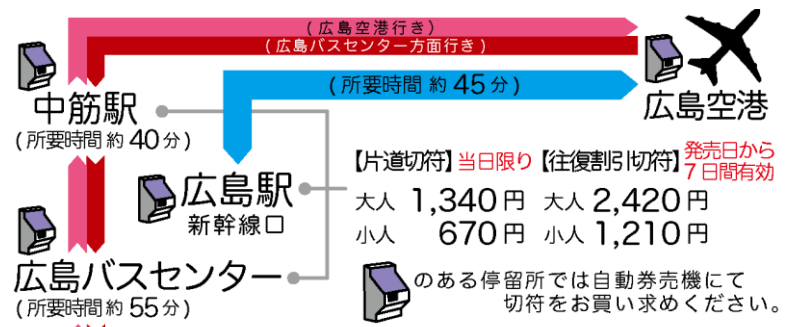 (広島空港行き)
(広島バスセンター方面行き)
(所要時間 約45分)
広島空港
中筋駅
(所要時間 約40分)
広島駅
新幹線口
【片道切符】当日限り
大人 1,340円
小人 670円
【往復割引切符】発売日から
7日間有効
大人 2,420円
小人 1,210円
広島バスセンター
(所要時間 約55分)
のある停留所では自動券売機にて
切符をお買い求めください。